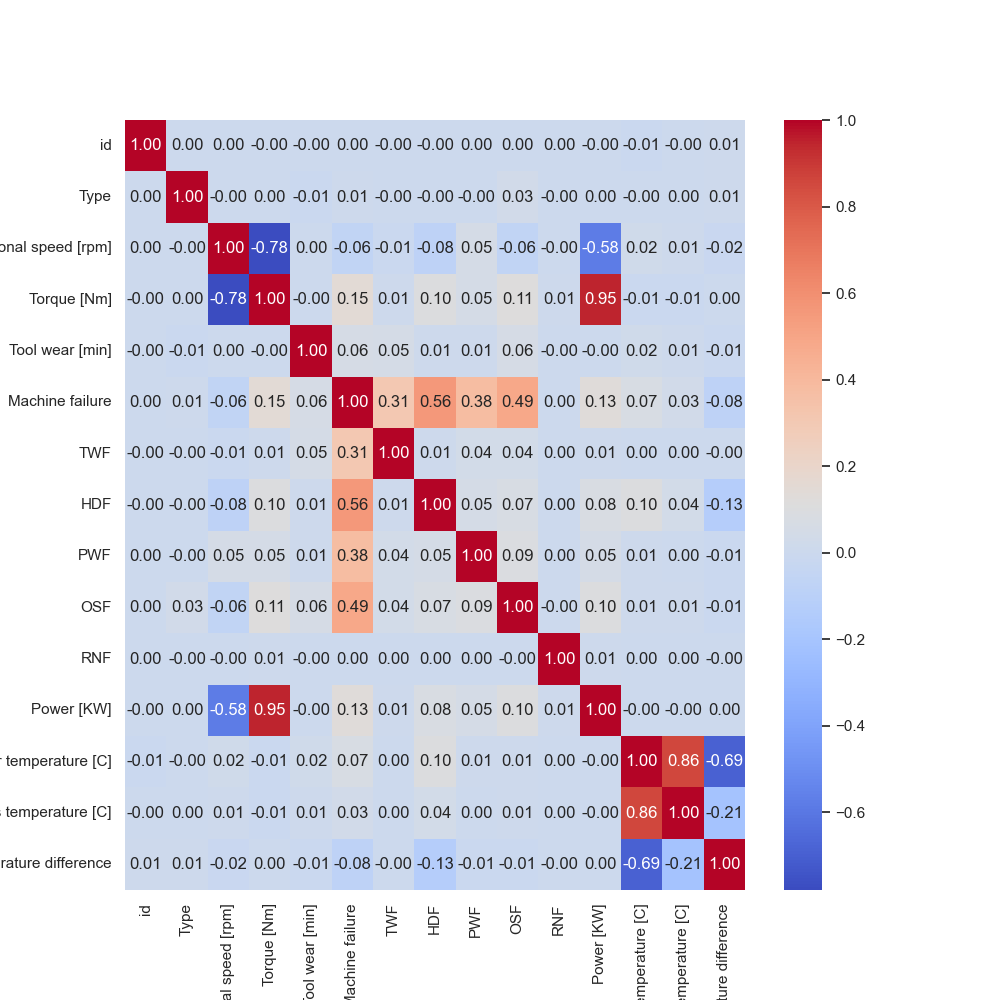 id 1.00 0.00 0.00 -0.00 -0.00 0.00 -0.00 -0.00 0.00 0.00 0.00 -0.00 -0.01 -0.00 0.01
Type 0.00 1.00 -0.00 0.00 -0.01 0.01 -0.00 -0.00 -0.00 0.03 -0.00 0.00 -0.00 0.00 0.01
onal speed [rpm] 0.00 -0.00 1.00 -0.78 0.00 -0.06 -0.01 -0.08 0.05 -0.06 -0.00 -0.58 0.02 0.01 -0.02
Torque [Nm] -0.00 0.00 -0.78 1.00 -0.00 0.15 0.01 0.10 0.05 0.11 0.01 0.95 -0.01 -0.01 0.00
Tool wear [min] -0.00 -0.01 0.00 -0.00 1.00 0.06 0.05 0.01 0.01 0.06 -0.00 -0.00 0.02 0.01 -0.01
Machine failure 0.00 0.01 -0.06 0.15 0.06 1.00 0.31 0.56 0.38 0.49 0.00 0.13 0.07 0.03 -0.08
TWF -0.00 -0.00 -0.01 0.01 0.05 0.31 1.00 0.01 0.04 0.04 0.00 0.01 0.00 0.00 -0.00
HDF -0.00 -0.00 -0.08 0.10 0.01 0.56 0.01 1.00 0.05 0.07 0.00 0.08 0.10 0.04 -0.13
PWF 0.00 -0.00 0.05 0.05 0.01 0.38 0.04 0.05 1.00 0.09 0.00 0.05 0.01 0.00 -0.01
OSF 0.00 0.03 -0.06 0.11 0.06 0.49 0.04 0.07 0.09 1.00 -0.00 0.10 0.01 0.01 -0.01
RNF 0.00 -0.00 -0.00 0.01 -0.00 0.00 0.00 0.00 0.00 -0.00 1.00 0.01 0.00 0.00 -0.00
Power [KW] -0.00 0.00 -0.58 0.95 -0.00 0.13 0.01 0.08 0.05 0.10 0.01 1.00 -0.00 -0.00 0.00
r temperature [C] -0.01 -0.00 0.02 -0.01 0.02 0.07 0.00 0.10 0.01 0.01 0.00 -0.00 1.00 0.86 -0.69
s temperature [C] -0.00 0.00 0.01 -0.01 0.01 0.03 0.00 0.04 0.00 0.01 0.00 -0.00 0.86 1.00 -0.21
rature difference 0.01 0.01 -0.02 0.00 -0.01 -0.08 -0.00 -0.13 -0.01 -0.01 -0.00 0.00 -0.69 -0.21 1.00
id
Type
al speed [rpm]
Torque [Nm]
ool wear [min]
Machine failure
TWF
HDF
PWF
OSF
RNF
Power [KW]
emperature [C]
emperature [C]
ture difference
1.0
0.8
0.6
0.4
0.2
0.0
−0.2
−0.4
−0.6